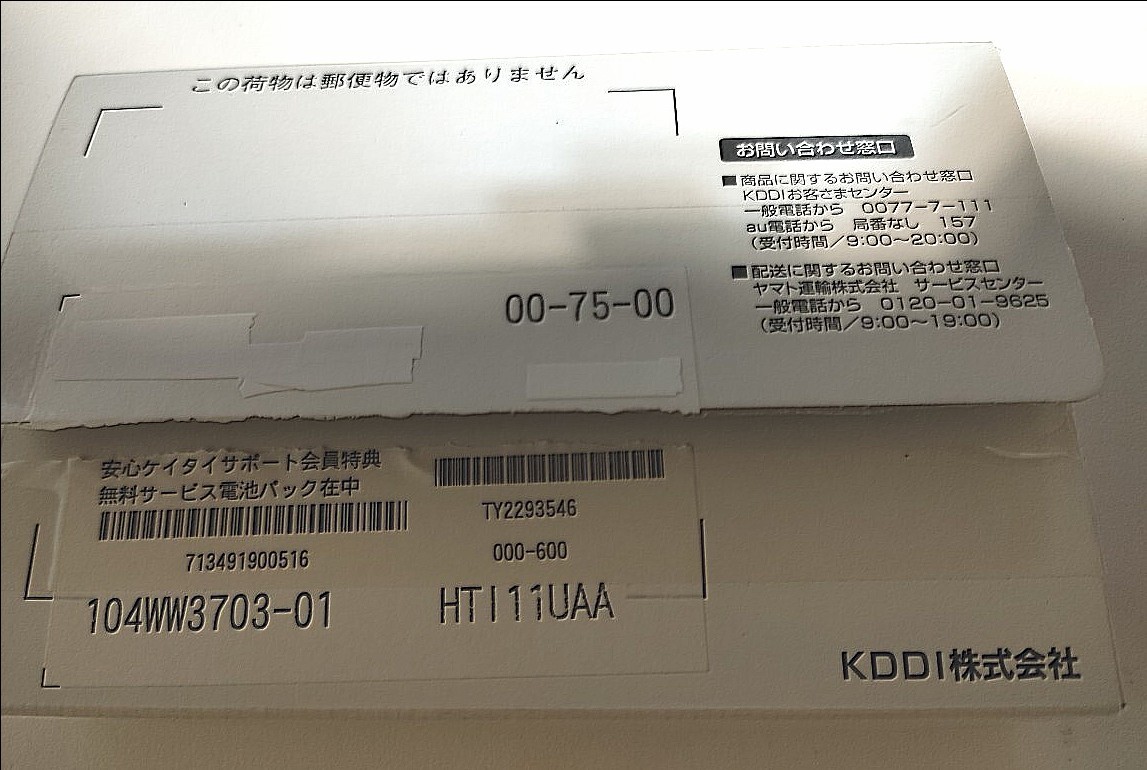 この荷物は郵便物ではありません
お問い合わせ窓口
■商品に関するお問い合わせ窓口
KDDIお客さまセンター
一般電話から 0077-7-111
au電話から 局番なし 157
(受付時間/9:00〜20:00)
■配送に関するお問い合わせ窓口
ヤマト運輸株式会社 サービスセンター
一般電話から 0120-01-9625
(受付時間/9:00〜19:00)
00-75-00
安心ケイタイサポート会員特典
無料サービス電池パック在中
713491900516
104WW3703-01
TY2293546
000-600
HTI11UAA
KDDI株式会社